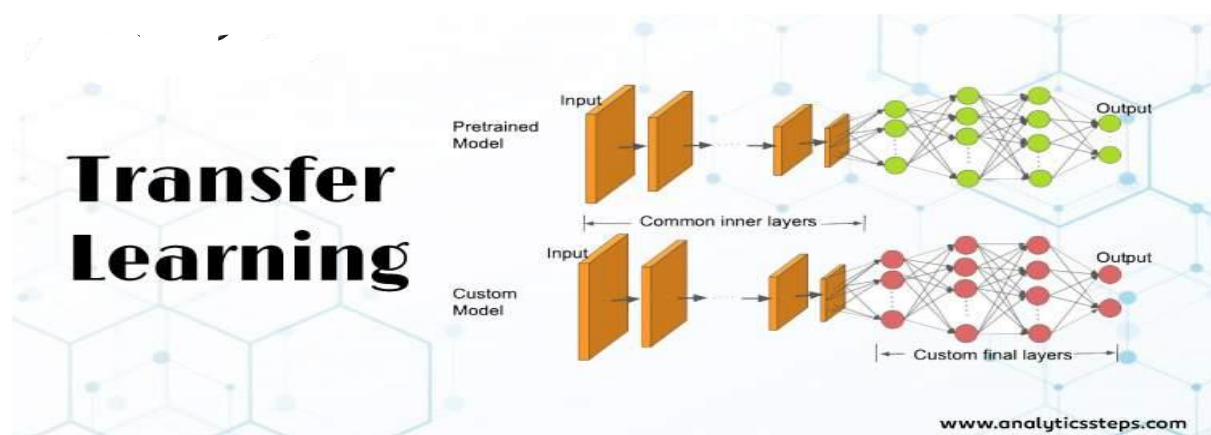 Transfer
Learning
Input
Output
Pretrained
Model
Common inner layers
Input
Output
Custom
Model
Custom final layers
www.analyticssteps.com